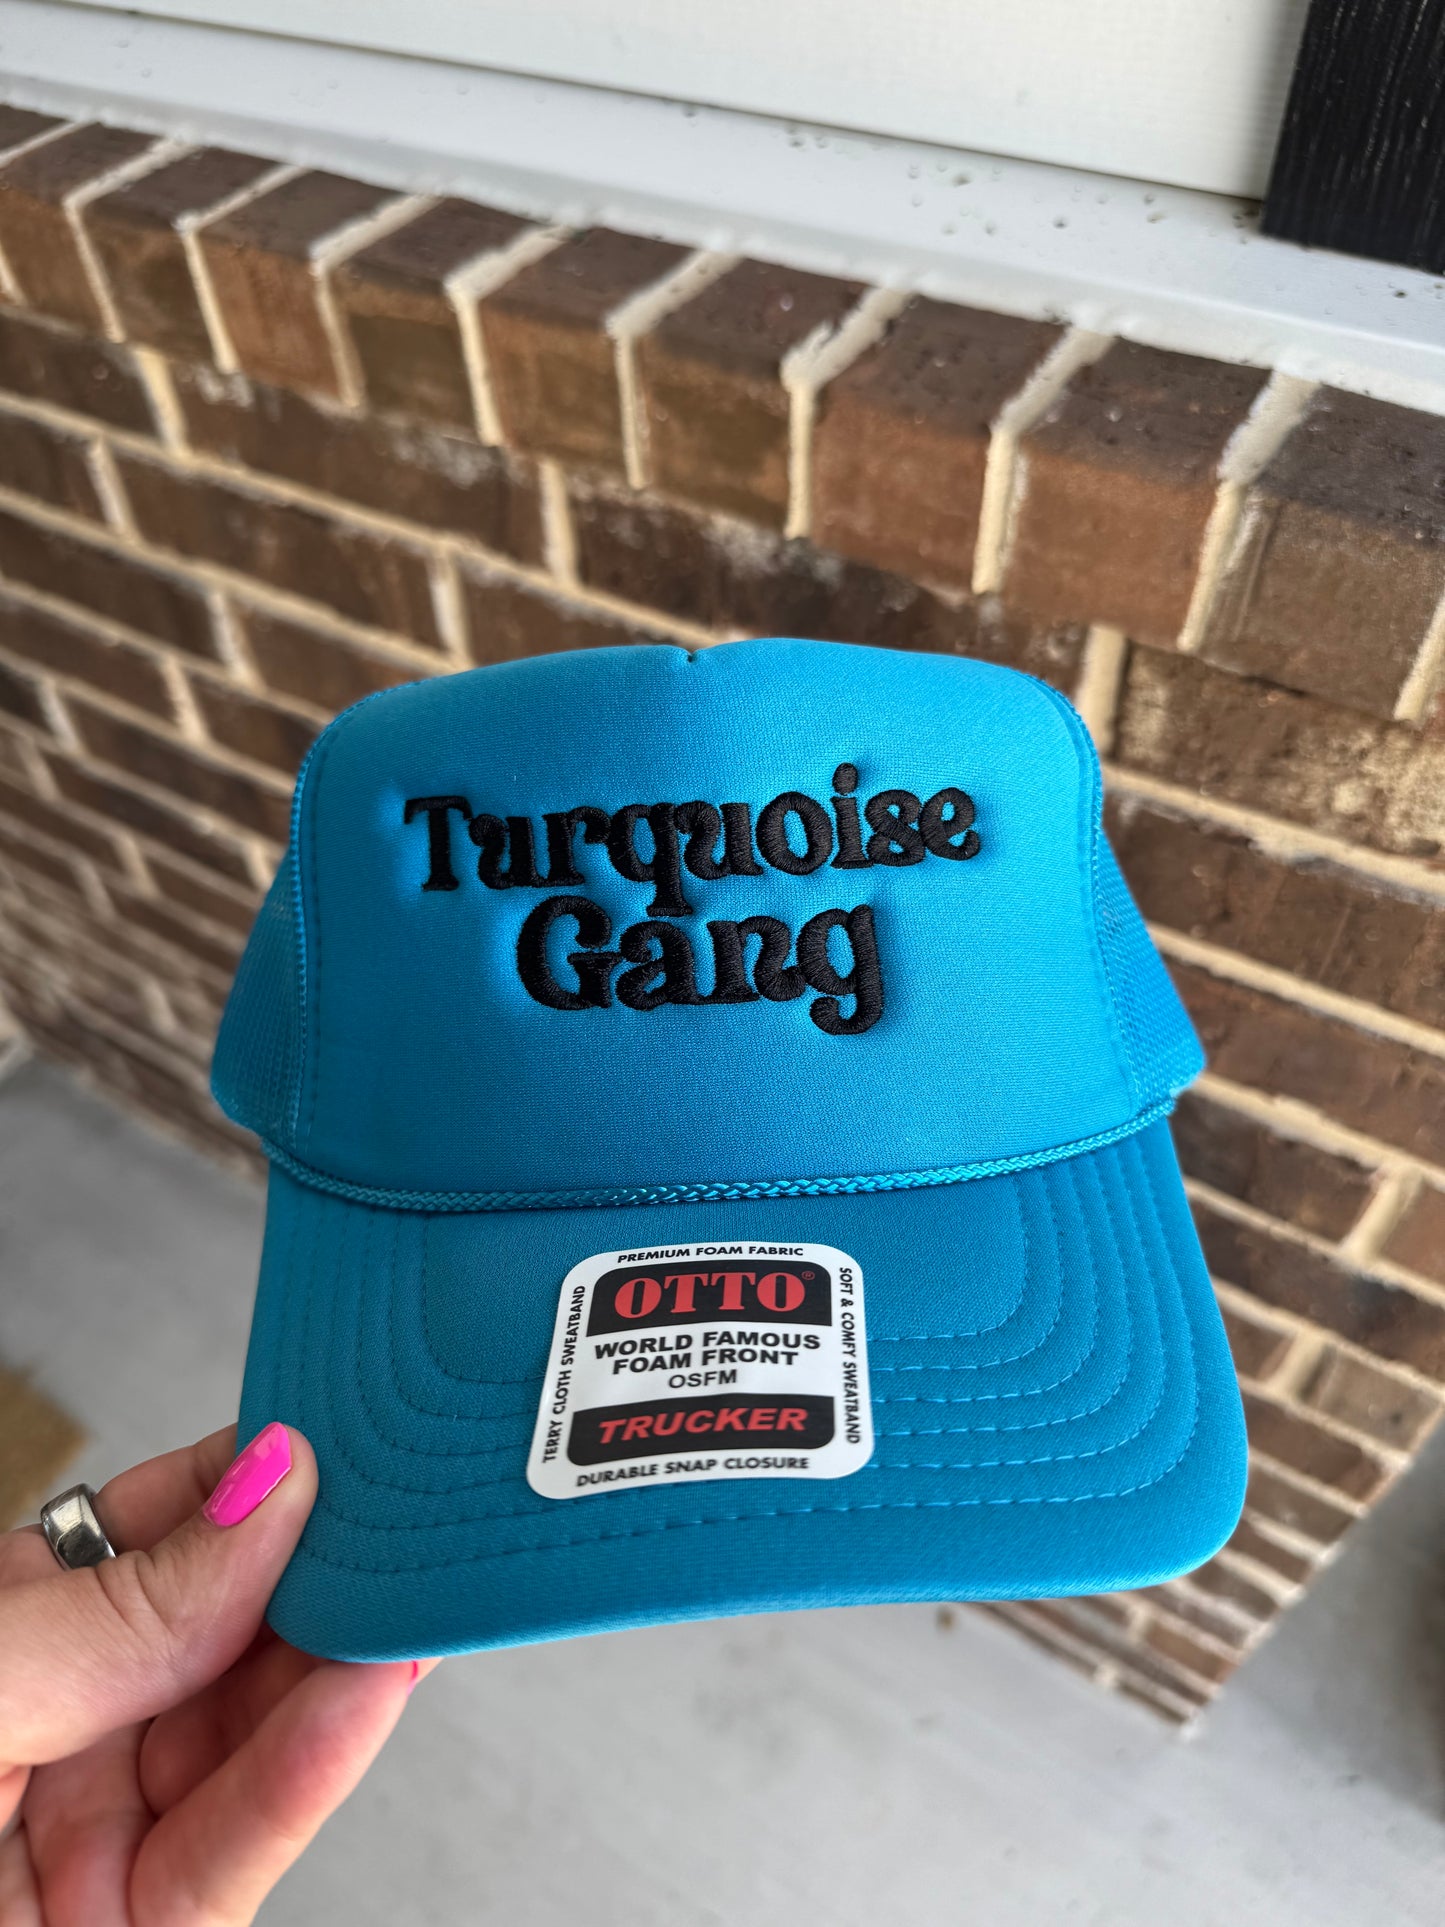 Turquoise
Gang
PREMIUM FOAM FABRIC
OTTO®
WORLD FAMOUS
FOAM FRONT
OSFM
TRUCKER
DURABLE SNAP CLOSURE
TERRY CLOTH SWEATBAND
SOFT & COMFY SWEATBAND